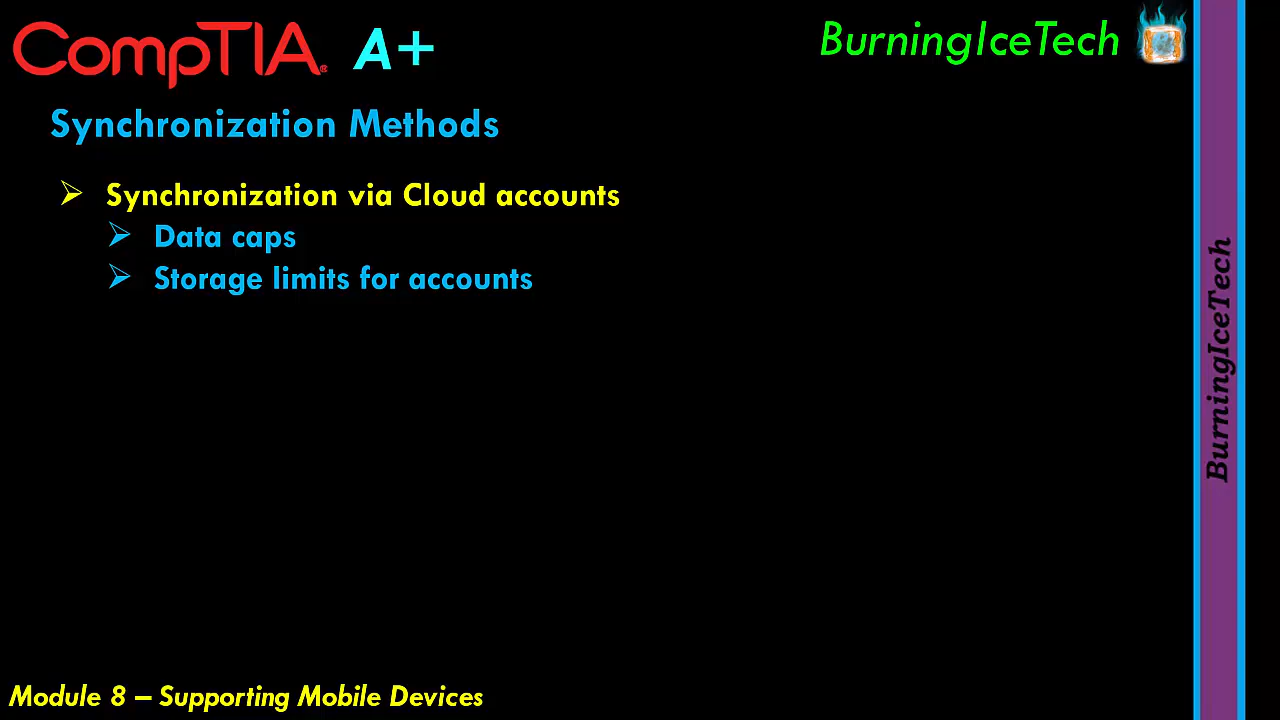 CompTIA® A+
BurningIceTech
Synchronization Methods
➢ Synchronization via Cloud accounts
➢ Data caps
➢ Storage limits for accounts
BurningIceTech
Module 8 – Supporting Mobile Devices